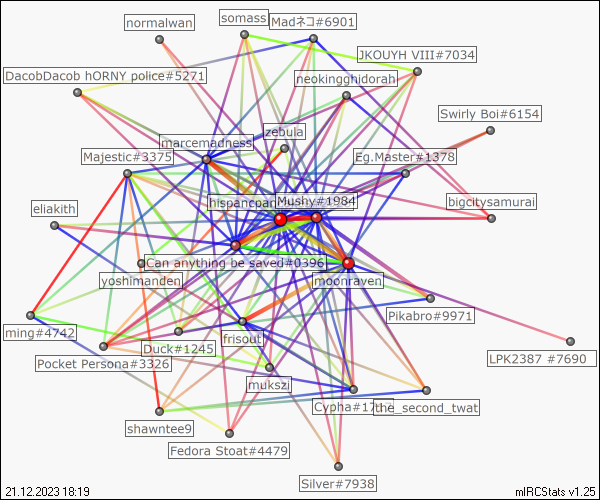 normalwan
somass
Madネコ#6901
JKOUYH VIII#7034
DacobDacob hORNY police#5271
neokingghidorah
Swirly Boi#6154
zebula
marcemadness
Majestic#3375
Eg.Master#1378
hispanicpan
Mushy#1984
bigcitysamurai
eliakith
Can anything be saved#0396
yoshimanden
moonraven
Pikabro#9971
ming#4742
frisout
Duck#1245
LPK2387 #7690
Pocket Persona#3326
mukszi
Cypha#17
the_second_twat
shawntee9
Fedora Stoat#4479
Silver#7938
21.12.2023 18:19
mIRCStats v1.25